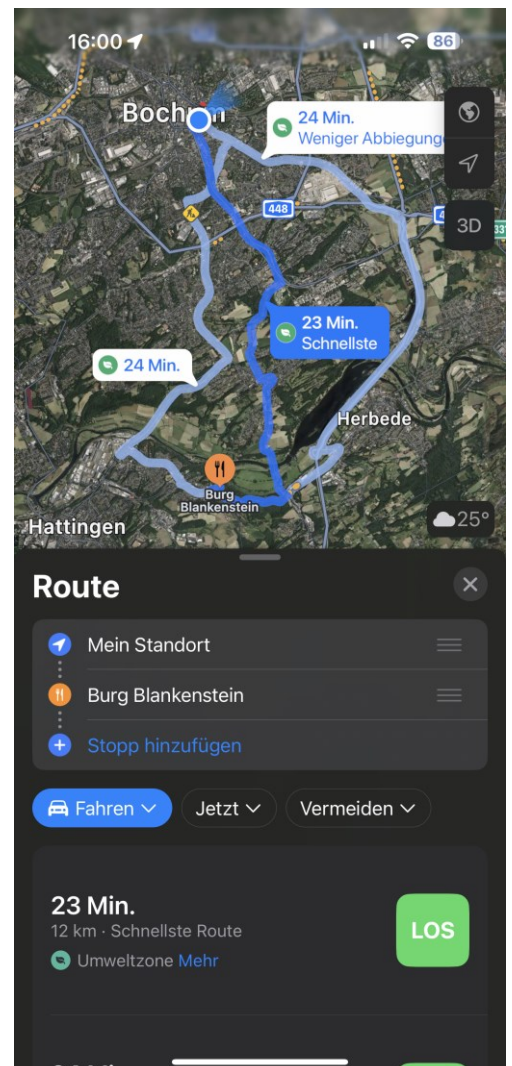 16:00
86
Bochum
24 Min.
Weniger Abbiegung
448
3D
23 Min.
Schnellste
24 Min.
Herbede
Burg
Blankenstein
Hattingen
25°
Route
Mein Standort
Burg Blankenstein
Stopp hinzufügen
Fahren
Jetzt
Vermeiden
23 Min.
12 km · Schnellste Route
LOS
Umweltzone Mehr